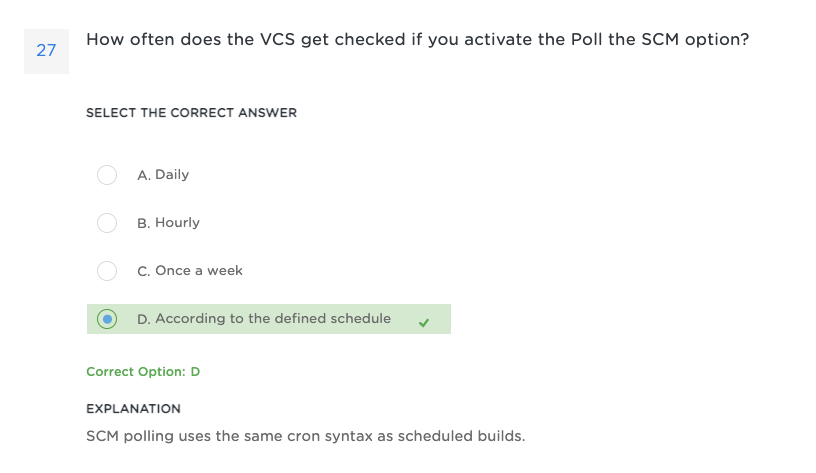 27
How often does the VCS get checked if you activate the Poll the SCM option?
SELECT THE CORRECT ANSWER
A. Daily
B. Hourly
C. Once a week
D. According to the defined schedule
Correct Option: D
EXPLANATION
SCM polling uses the same cron syntax as scheduled builds.